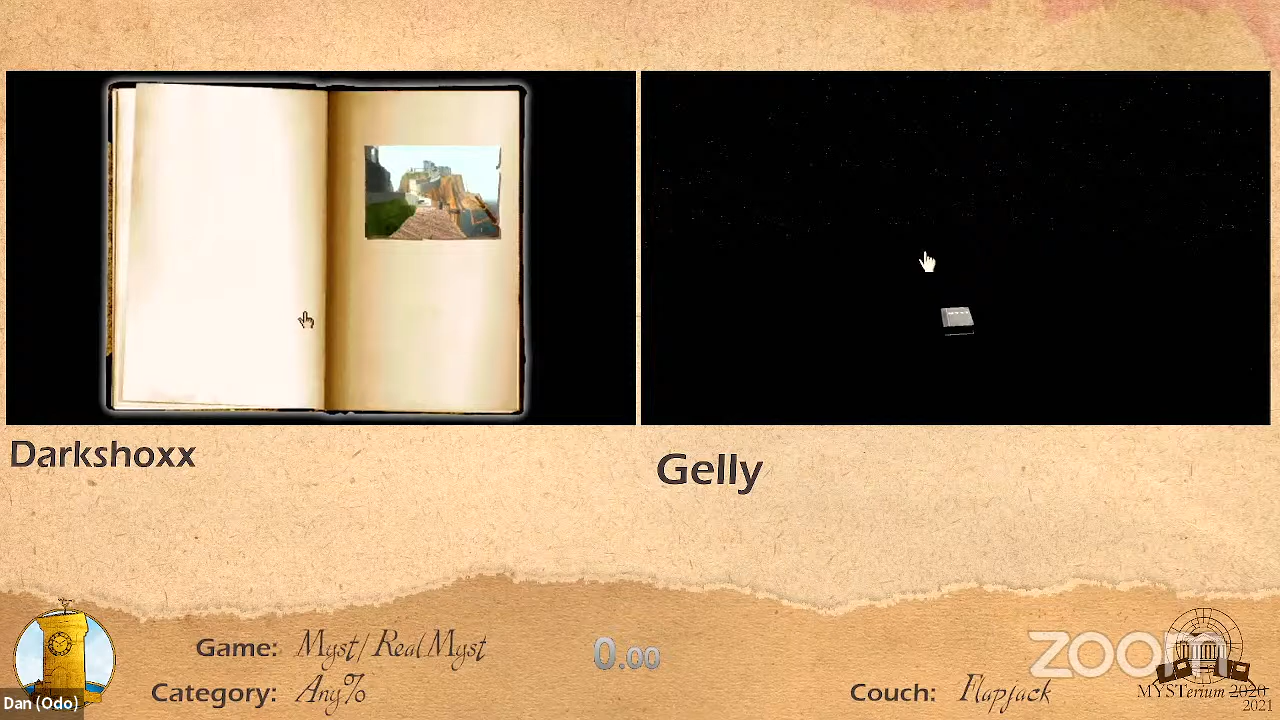 Darkshoxx
Gelly
Game: Myst/RealMyst
0.00
zoom
Category: Any%
Couch: Flapjack
MYSTerium 2020
2021
Dan (Odo)